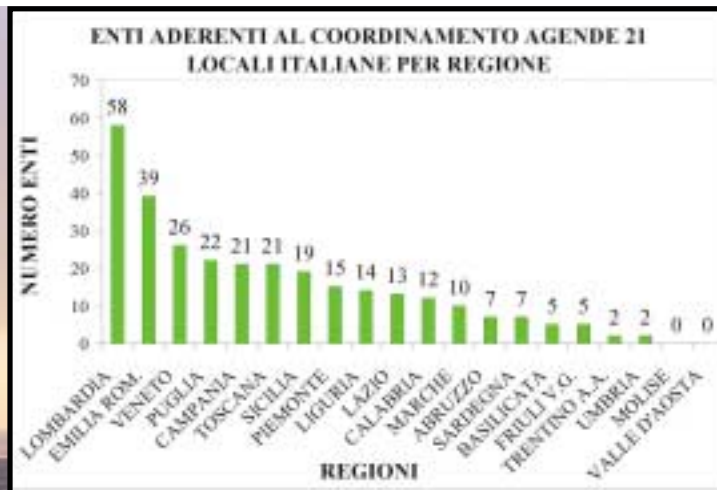 ENTI ADERENTI AL COORDINAMENTO AGENDE 21
LOCALI ITALIANE PER REGIONE
NUMERO ENTI
70
60
50
40
30
20
10
0
58
39
26
22
21
21
19
15
14
13
12
10
7
7
5
5
2
2
0
0
LOMBARDIA
EMILIA ROM.
VENETO
PUGLIA
CAMPANIA
TOSCANA
SICILIA
PIEMONTE
LIGURIA
LAZIO
CALABRIA
MARCHE
ABRUZZO
SARDEGNA
BASILICATA
FRIULI V.G.
TRENTINO A.A.
UMBRIA
MOLISE
VALLE D'AOSTA
REGIONI